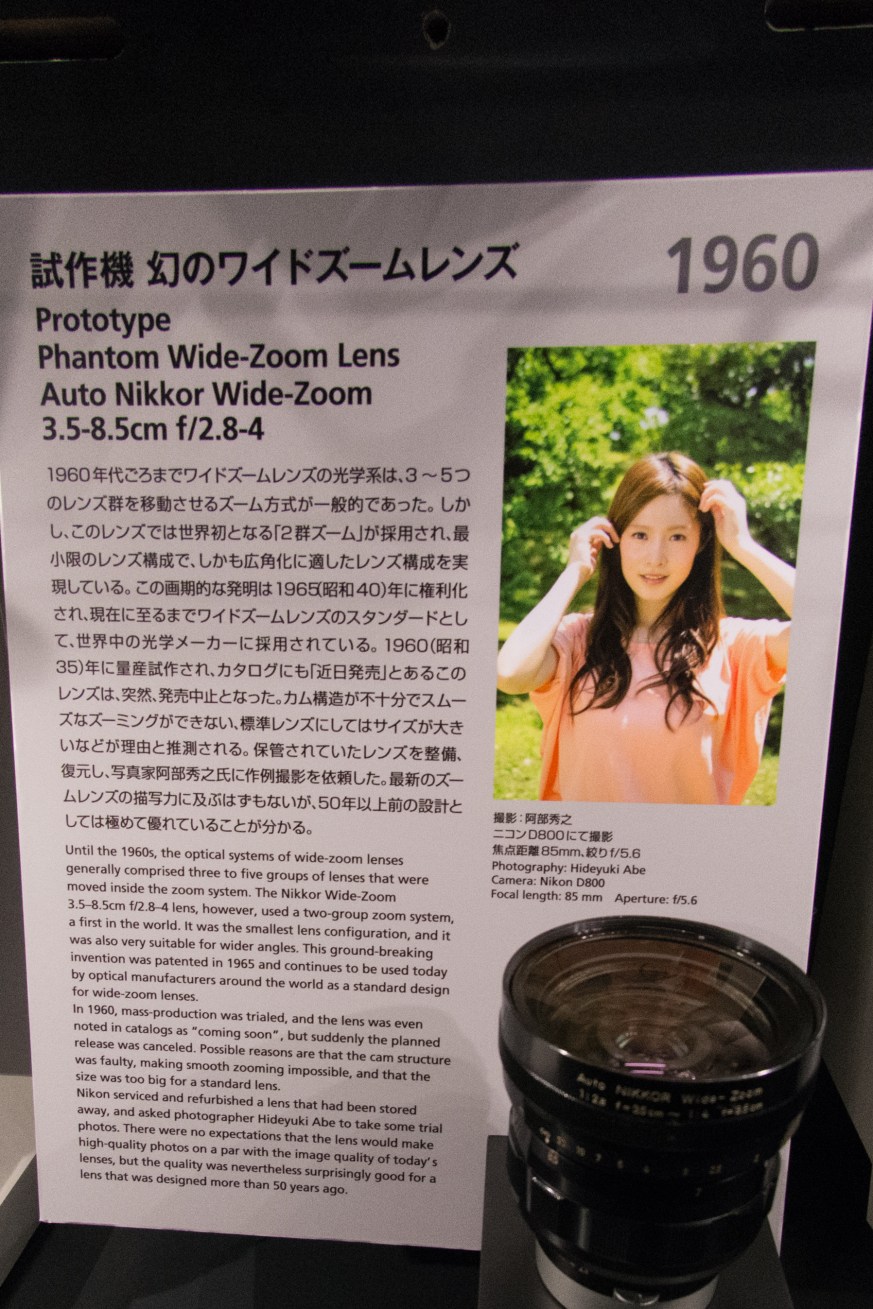 試作機 幻のワイドズームレンズ
1960
Prototype
Phantom Wide-Zoom Lens
Auto Nikkor Wide-Zoom
3.5-8.5cm f/2.8-4
1960年代ごろまでワイドズームレンズの光学系は、3〜5つ
のレンズ群を移動させるズーム方式が一般的であった。しか
し、このレンズでは世界初となる「2群ズーム」が採用され、最
小限のレンズ構成で、しかも広角化に適したレンズ構成を実
現している。この画期的な発明は1965(昭和40)年に権利化
され、現在に至るまでワイドズームレンズのスタンダードとし
て、世界中の光学メーカーに採用されている。1960(昭和
35)年に量産試作され、カタログにも「近日発売」とあるこの
レンズは、突然、発売中止となった。カム構造が不十分でスムー
ズなズーミングができない、標準レンズにしてはサイズが大き
いなどが理由と推測される。保管されていたレンズを整備、
復元し、写真家阿部秀之氏に作例撮影を依頼した。最新のズー
ムレンズの描写力に及ぶはずもないが、50年以上前の設計と
しては極めて優れていることが分かる。
Until the 1960s, the optical systems of wide-zoom lenses
generally comprised three to five groups of lenses that were
moved inside the zoom system. The Nikkor Wide-Zoom
3.5–8.5cm f/2.8–4 lens, however, used a two-group zoom system,
a first in the world. It was the smallest lens configuration, and it
was also very suitable for wider angles. This ground-breaking
invention was patented in 1965 and continues to be used today
by optical manufacturers around the world as a standard design
for wide-zoom lenses.
In 1960, mass-production was trialed, and the lens was even
noted in catalogs as “coming soon”, but suddenly the planned
release was canceled. Possible reasons are that the cam structure
was faulty, making smooth zooming impossible, and that the
size was too big for a standard lens.
Nikon serviced and refurbished a lens that had been stored
away, and asked photographer Hideyuki Abe to take some trial
photos. There were no expectations that the lens would make
high-quality photos on a par with the image quality of today’s
lenses, but the quality was nevertheless surprisingly good for a
lens that was designed more than 50 years ago.
撮影:阿部秀之
ニコンD800にて撮影
焦点距離85mm、絞りf/5.6
Photography: Hideyuki Abe
Camera: Nikon D800
Focal length: 85 mm Aperture: f/5.6
Auto NIKKOR Wide-Zoom